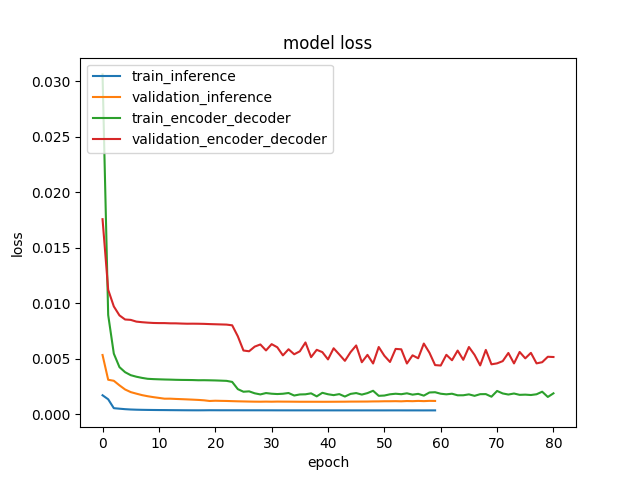 model loss
train_inference
validation_inference
train_encoder_decoder
validation_encoder_decoder
0.030
0.025
0.020
0.015
0.010
0.005
0.000
loss
0 10 20 30 40 50 60 70 80
epoch